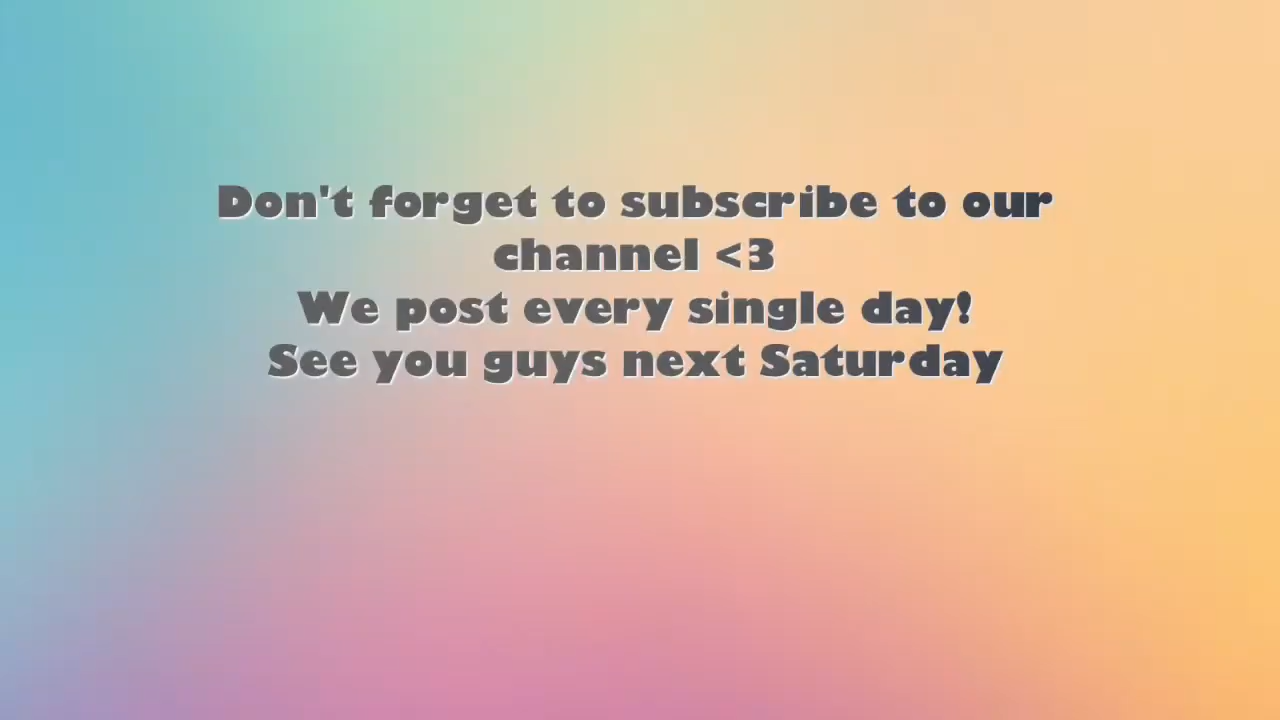 Don't forget to subscribe to our
channel <3
We post every single day!
See you guys next Saturday